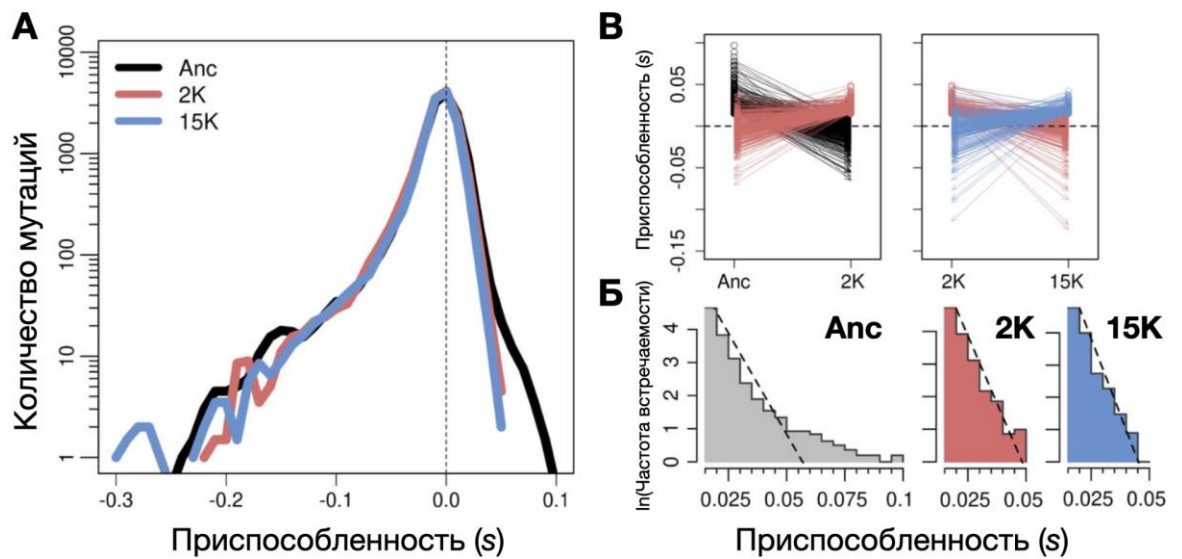 А
Количество мутаций
10000
1000
100
10
1
Anc
2K
15K
-0.3
-0.2
-0.1
0.0
0.1
Приспособленность (s)
В
Приспособленность (s)
0.05
-0.05
-0.15
Anc
2K
2K
15K
Б
ln(Частота встречаемости)
4
3
2
1
0
Anc
2K
15K
0.025
0.05
0.075
0.1
0.025
0.05
0.025
0.05
Приспособленность (s)